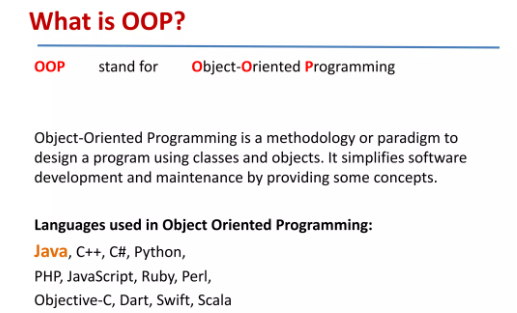 What is OOP?
OOP stand for Object-Oriented Programming
Object-Oriented Programming is a methodology or paradigm to
design a program using classes and objects. It simplifies software
development and maintenance by providing some concepts.
Languages used in Object Oriented Programming:
Java, C++, C#, Python,
PHP, JavaScript, Ruby, Perl,
Objective-C, Dart, Swift, Scala